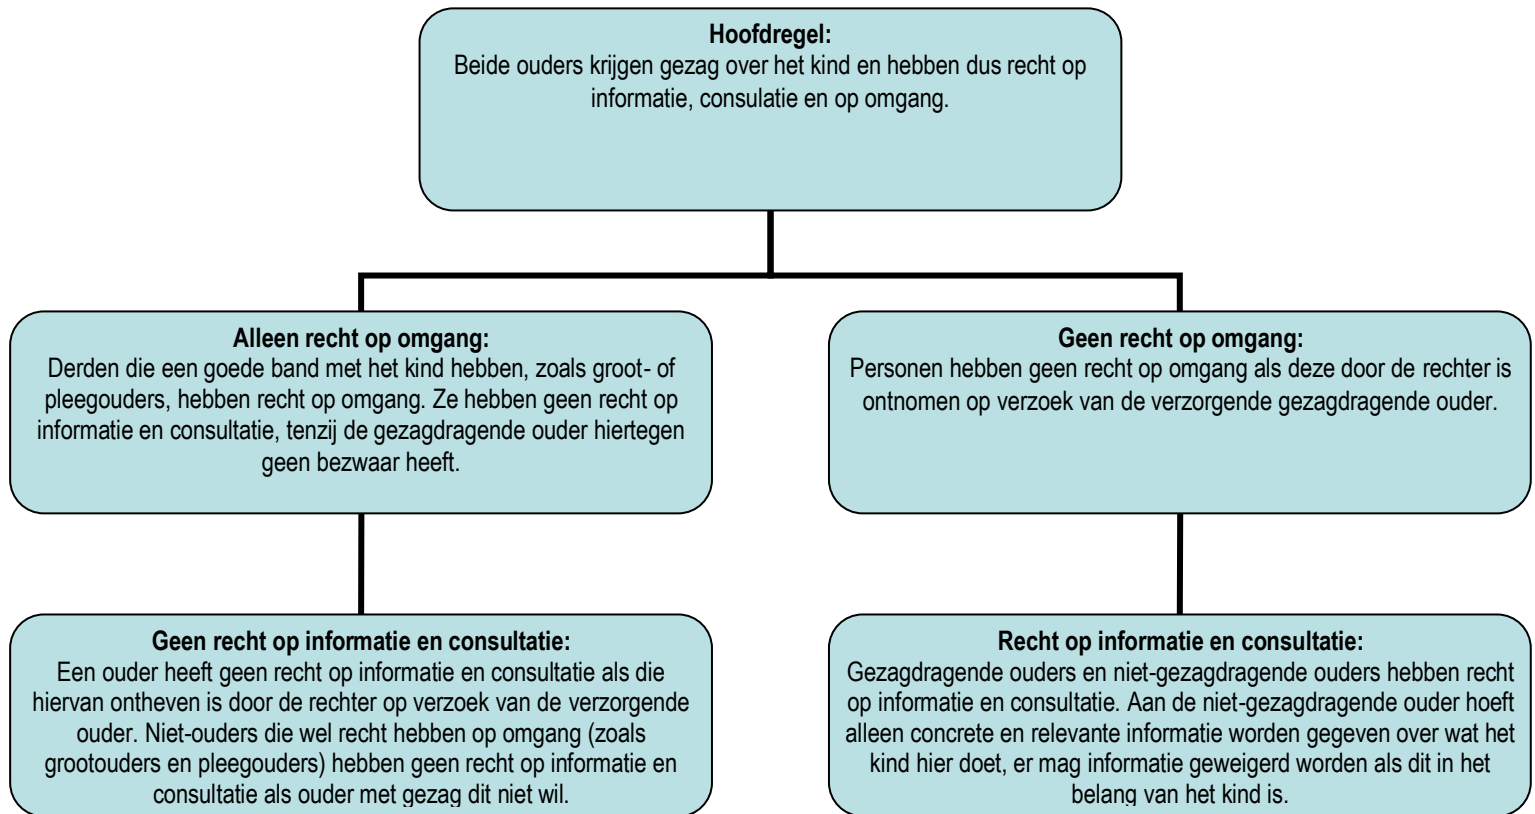 Hoofdregel:
Beide ouders krijgen gezag over het kind en hebben dus recht op
informatie, consulatie en op omgang.
Alleen recht op omgang:
Derden die een goede band met het kind hebben, zoals groot- of
pleegouders, hebben recht op omgang. Ze hebben geen recht op
informatie en consultatie, tenzij de gezagdragende ouder hiertegen
geen bezwaar heeft.
Geen recht op omgang:
Personen hebben geen recht op omgang als deze door de rechter is
ontnomen op verzoek van de verzorgende gezagdragende ouder.
Geen recht op informatie en consultatie:
Een ouder heeft geen recht op informatie en consultatie als die
hiervan ontheven is door de rechter op verzoek van de verzorgende
ouder. Niet-ouders die wel recht hebben op omgang (zoals
grootouders en pleegouders) hebben geen recht op informatie en
consultatie als ouder met gezag dit niet wil.
Recht op informatie en consultatie:
Gezagdragende ouders en niet-gezagdragende ouders hebben recht
op informatie en consultatie. Aan de niet-gezagdragende ouder hoeft
alleen concrete en relevante informatie worden gegeven over wat het
kind hier doet, er mag informatie geweigerd worden als dit in het
belang van het kind is.